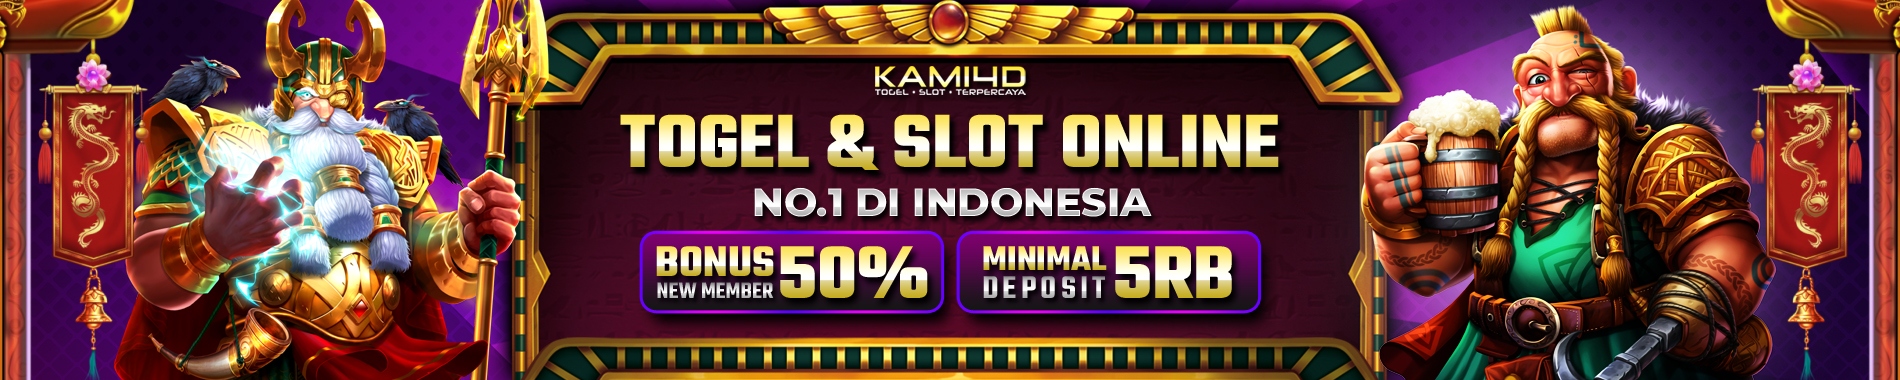 KAMI4D
TOGEL • SLOT • TERPERCAYA
TOGEL & SLOT ONLINE
NO.1 DI INDONESIA
BONUS NEW MEMBER 50%
MINIMAL DEPOSIT 5RB